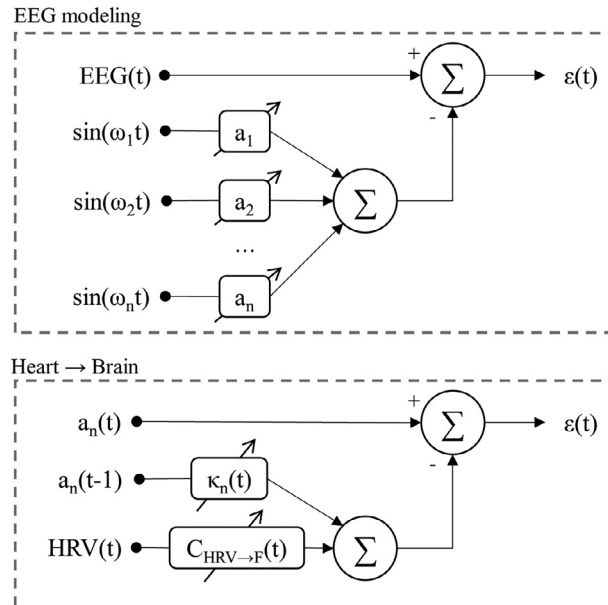 EEG modeling
EEG(t)
+
Σ
ε(t)
-
sin(ω₁t)
a₁
sin(ω₂t)
a₂
Σ
...
sin(ωₙt)
aₙ
Heart → Brain
aₙ(t)
+
Σ
ε(t)
-
aₙ(t-1)
κₙ(t)
HRV(t)
C_HRV→F(t)
Σ